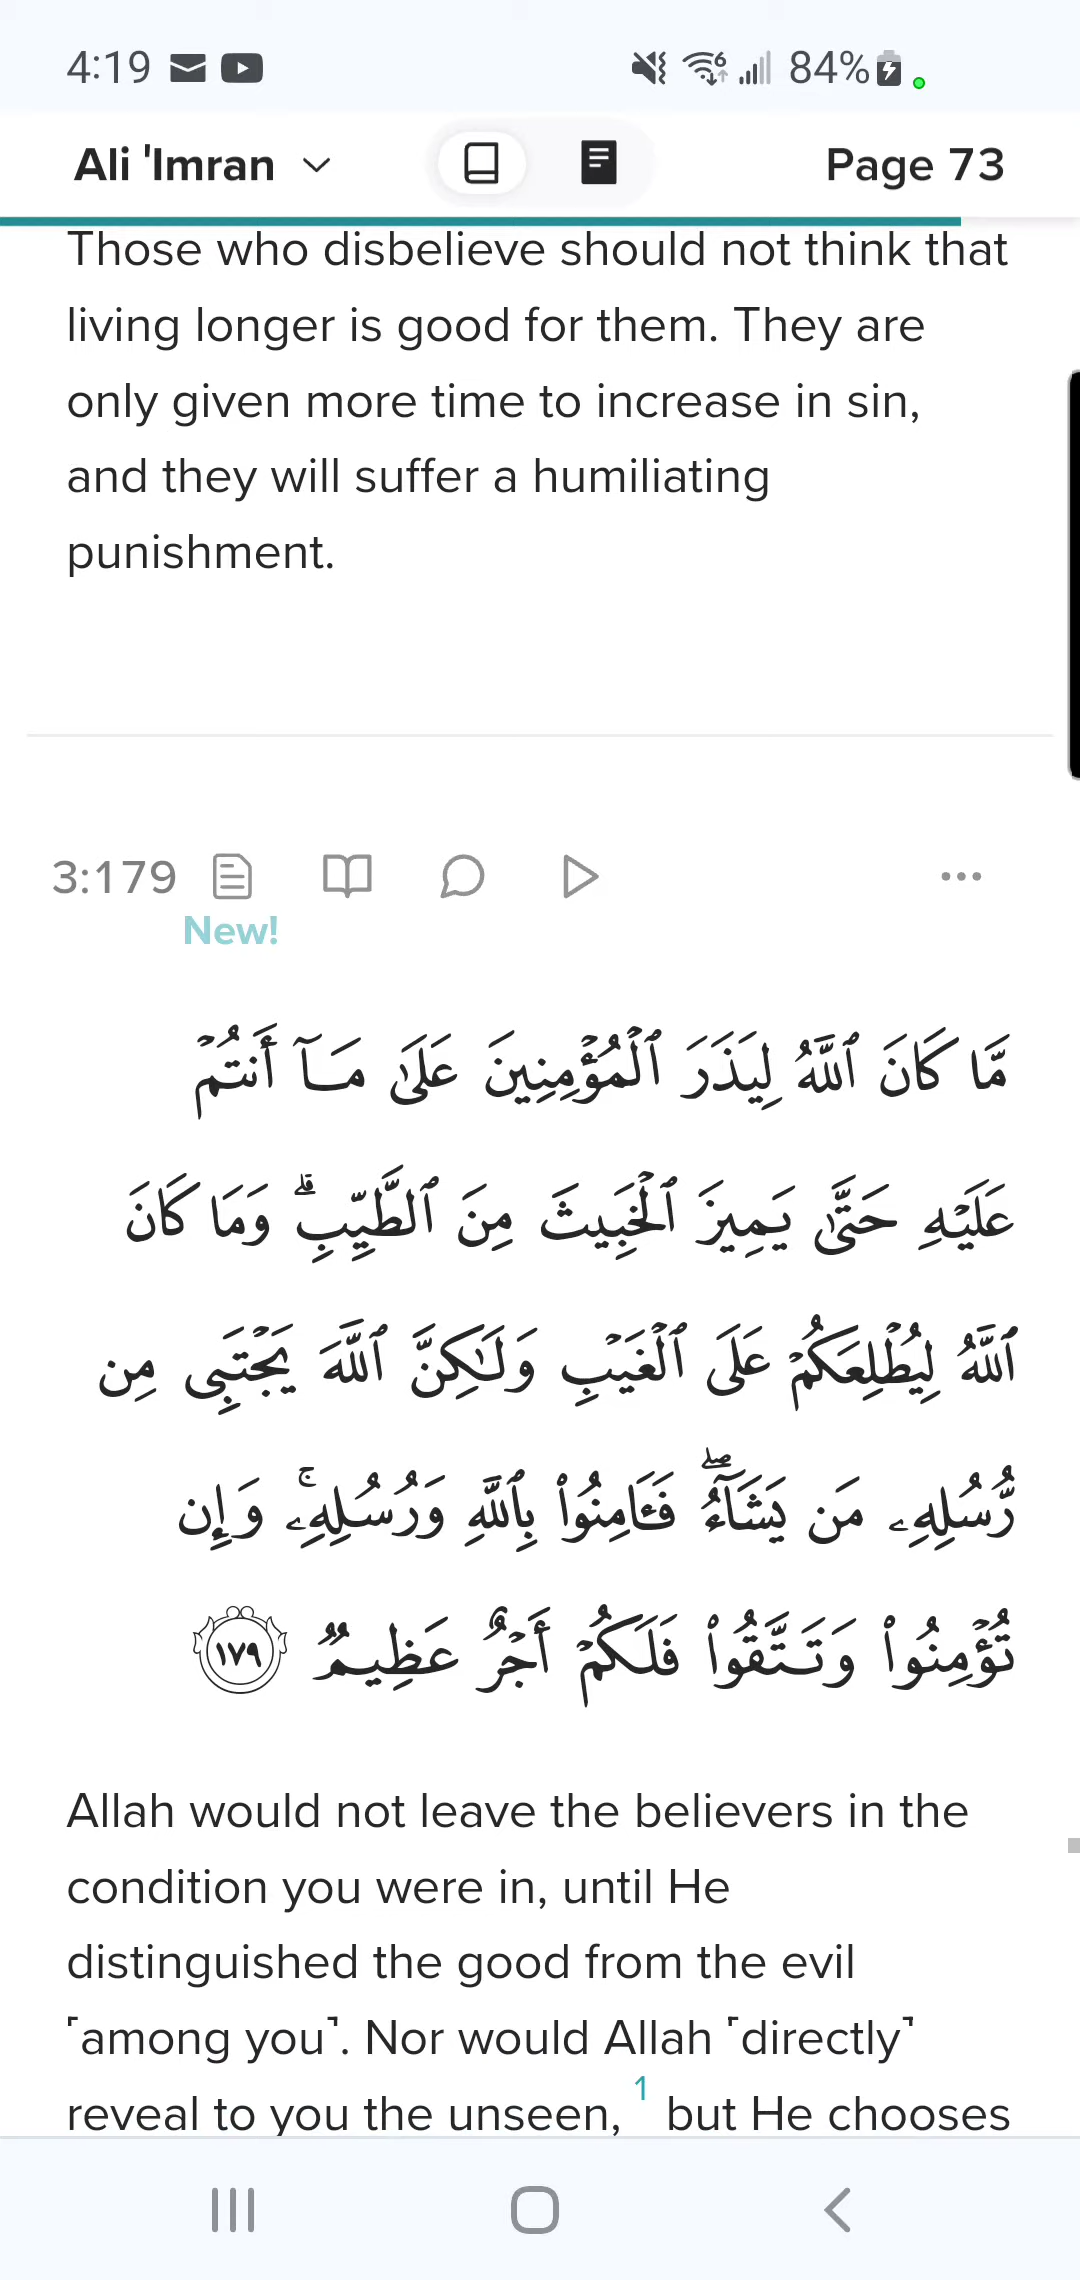 4:19 84%
Ali 'Imran Page 73
Those who disbelieve should not think that
living longer is good for them. They are
only given more time to increase in sin,
and they will suffer a humiliating
punishment.
3:179
New!
مَّا كَانَ ٱللَّهُ لِيَذَرَ ٱلْمُؤْمِنِينَ عَلَىٰ مَآ أَنتُمْ
عَلَيْهِ حَتَّىٰ يَمِيزَ ٱلْخَبِيثَ مِنَ ٱلطَّيِّبِ ۗ وَمَا كَانَ
ٱللَّهُ لِيُطْلِعَكُمْ عَلَى ٱلْغَيْبِ وَلَـٰكِنَّ ٱللَّهَ يَجْتَبِى مِن
رُّسُلِهِۦ مَن يَشَآءُ ۖ فَـَٔامِنُوا۟ بِٱللَّهِ وَرُسُلِهِۦ ۚ وَإِن
تُؤْمِنُوا۟ وَتَتَّقُوا۟ فَلَكُمْ أَجْرٌ عَظِيمٌ ١٧٩
Allah would not leave the believers in the
condition you were in, until He
distinguished the good from the evil
˹among you˺. Nor would Allah ˹directly˺
reveal to you the unseen, 1 but He chooses